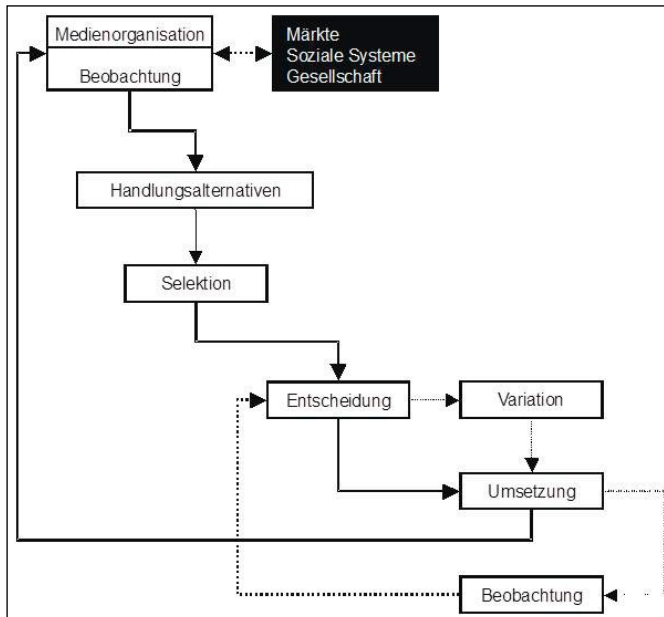 Medienorganisation
Beobachtung
Märkte
Soziale Systeme
Gesellschaft
Handlungsalternativen
Selektion
Entscheidung
Variation
Umsetzung
Beobachtung